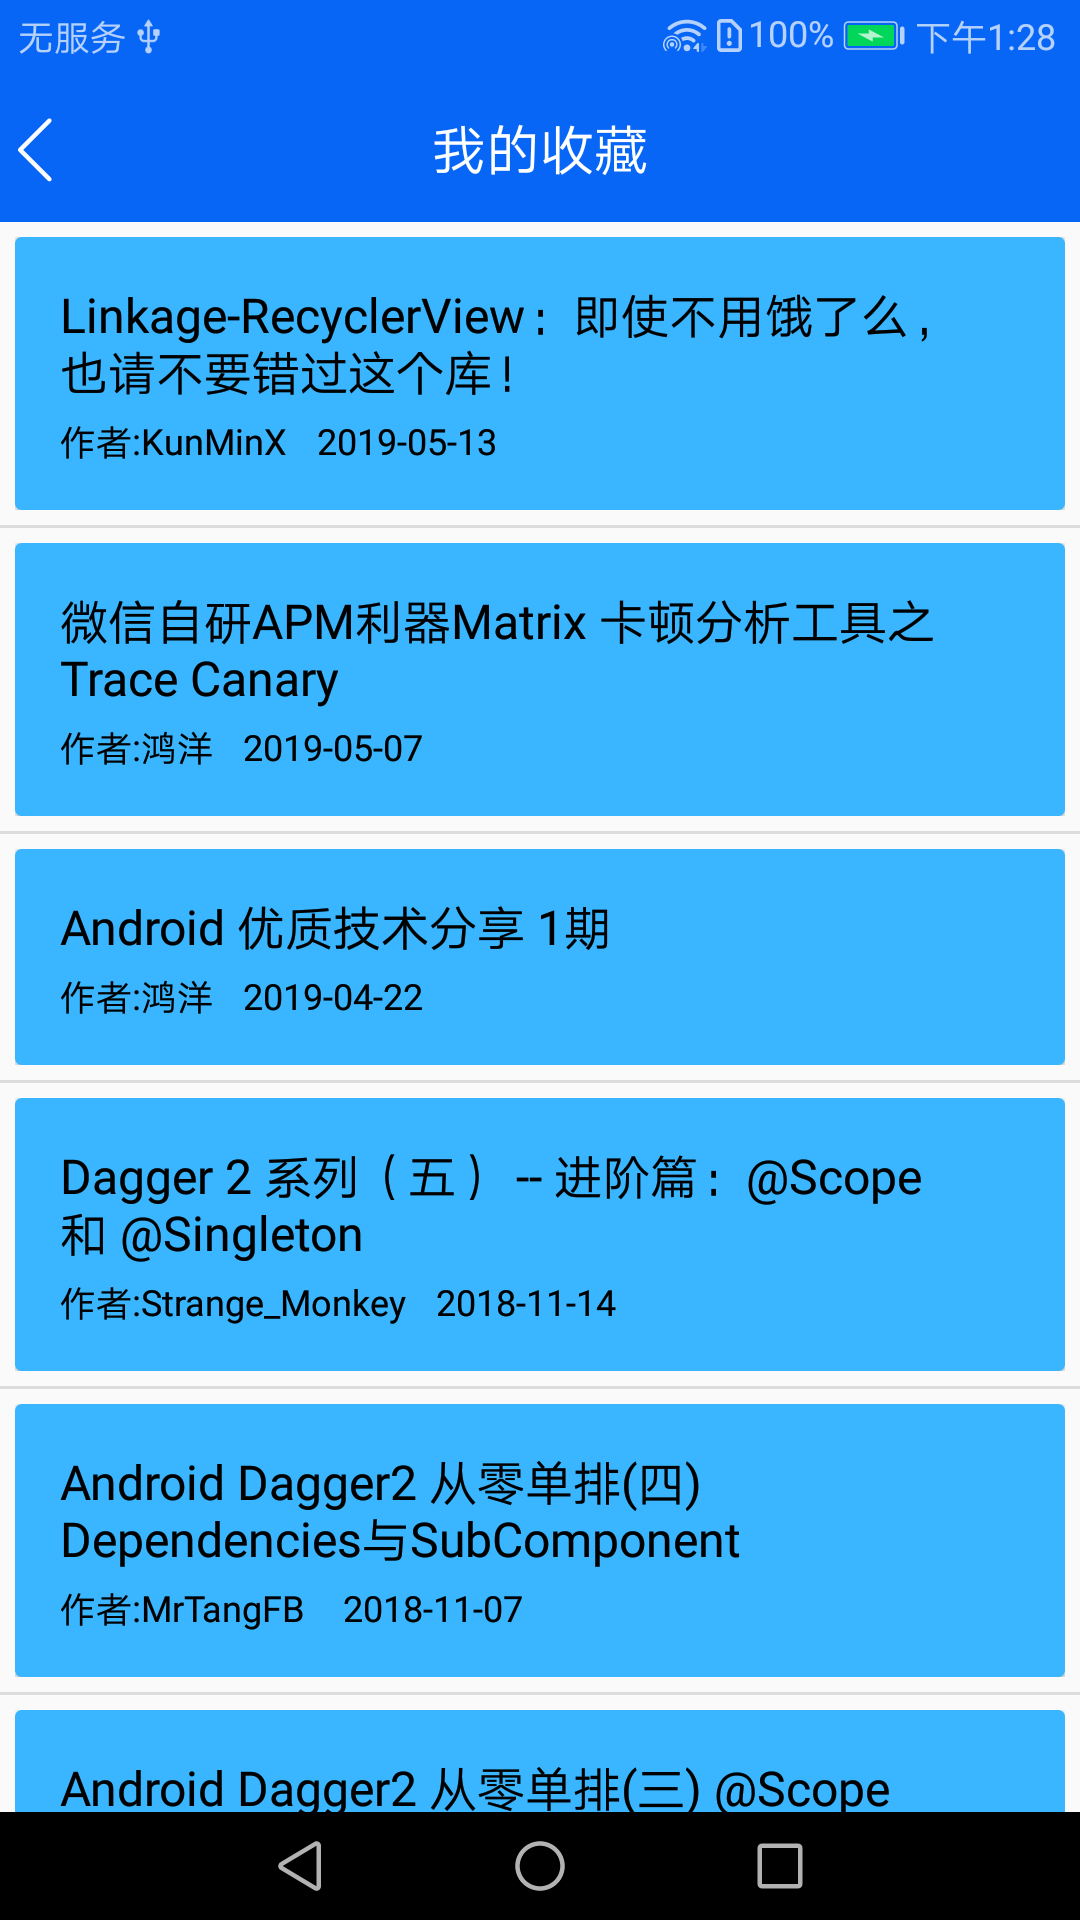 无服务 100% 下午1:28
我的收藏
Linkage-RecyclerView：即使不用饿了么，
也请不要错过这个库！
作者:KunMinX 2019-05-13
微信自研APM利器Matrix 卡顿分析工具之
Trace Canary
作者:鸿洋 2019-05-07
Android 优质技术分享 1期
作者:鸿洋 2019-04-22
Dagger 2 系列（五） -- 进阶篇：@Scope
和 @Singleton
作者:Strange_Monkey 2018-11-14
Android Dagger2 从零单排(四)
Dependencies与SubComponent
作者:MrTangFB 2018-11-07
Android Dagger2 从零单排(三) @Scope